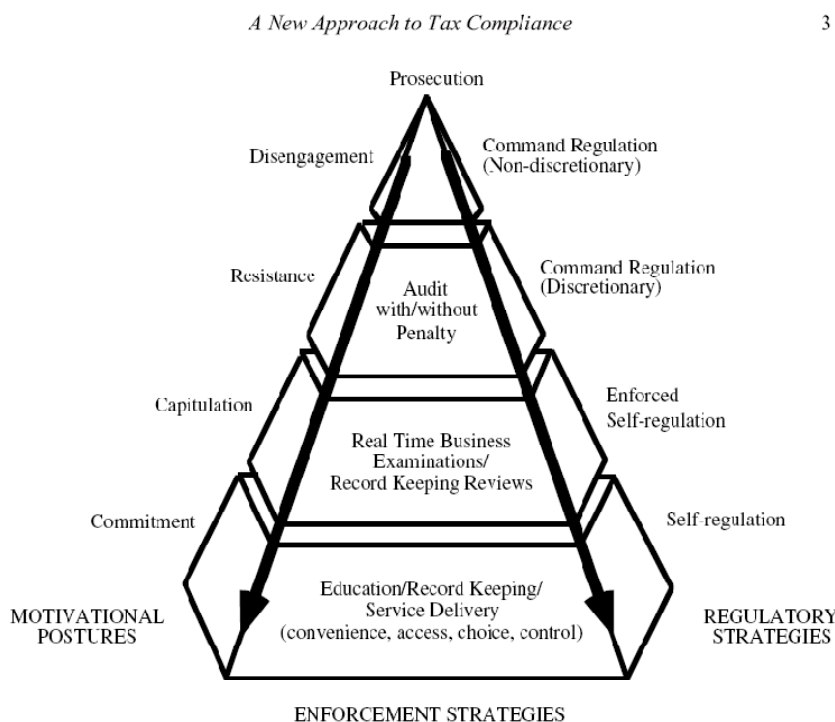 A New Approach to Tax Compliance 3
Prosecution
Disengagement
Command Regulation
(Non-discretionary)
Resistance
Command Regulation
(Discretionary)
Audit
with/without
Penalty
Capitulation
Enforced
Self-regulation
Real Time Business
Examinations/
Record Keeping Reviews
Commitment
Self-regulation
Education/Record Keeping/
Service Delivery
(convenience, access, choice, control)
MOTIVATIONAL
POSTURES
REGULATORY
STRATEGIES
ENFORCEMENT STRATEGIES